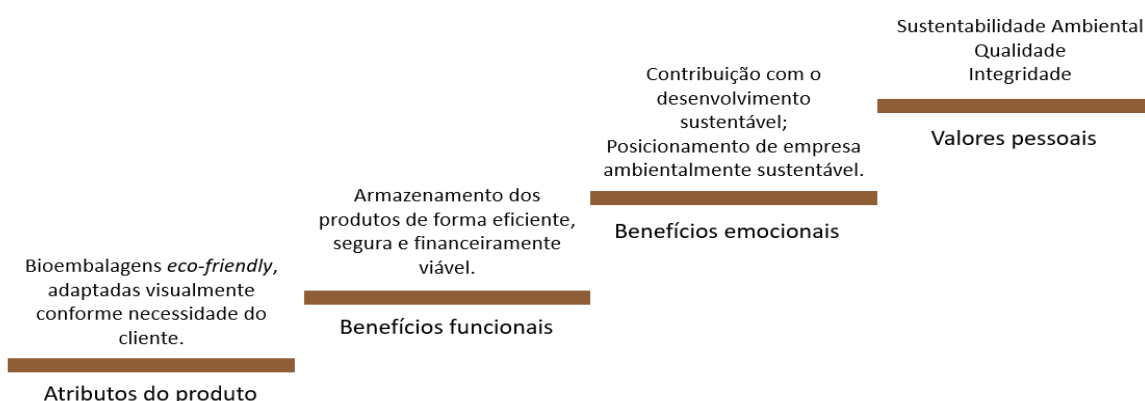 Bioembalagens eco-friendly,
adaptadas visualmente
conforme necessidade do
cliente.
Atributos do produto
Armazenamento dos
produtos de forma eficiente,
segura e financeiramente
viável.
Benefícios funcionais
Contribuição com o
desenvolvimento
sustentável;
Posicionamento de empresa
ambientalmente sustentável.
Benefícios emocionais
Sustentabilidade Ambiental
Qualidade
Integridade
Valores pessoais